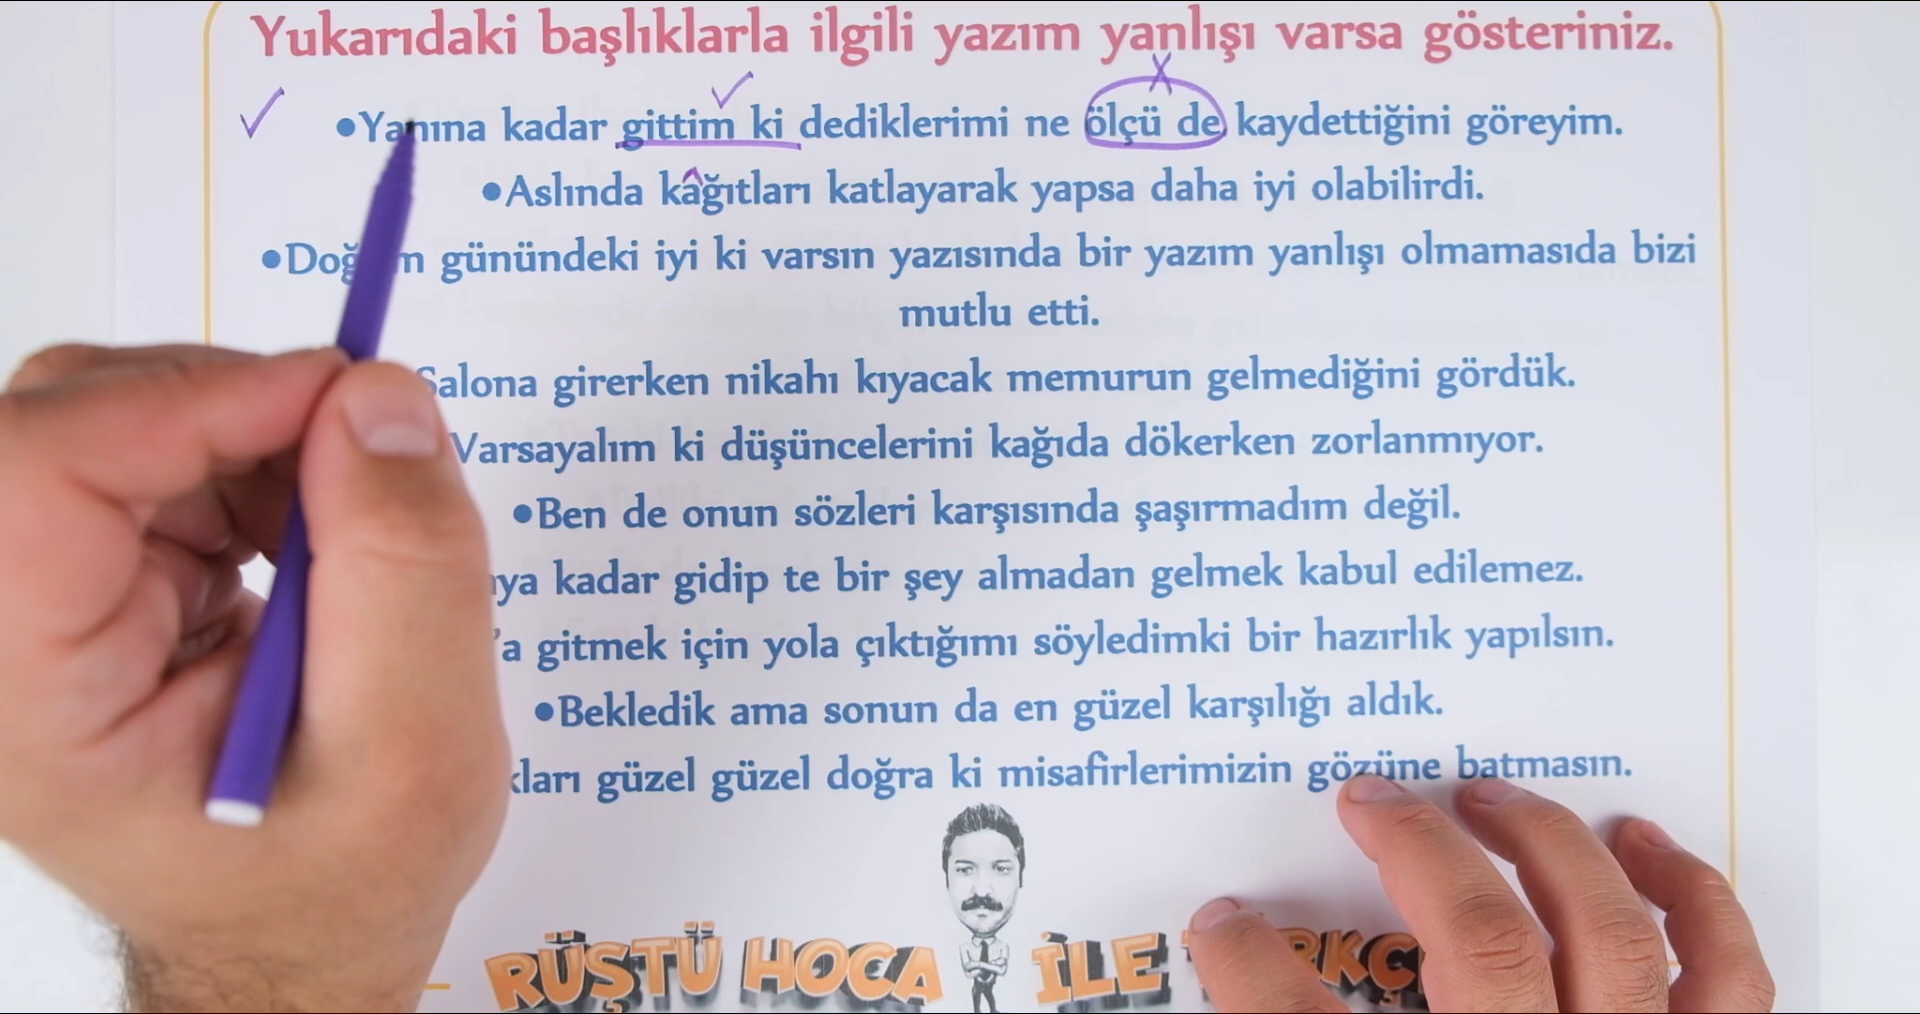 Yukarıdaki başlıklarla ilgili yazım yanlışı varsa gösteriniz.
•Yanına kadar gittim ki dediklerimi ne ölçü de kaydettiğini göreyim.
•Aslında kâğıtları katlayarak yapsa daha iyi olabilirdi.
•Doğum günündeki iyi ki varsın yazısında bir yazım yanlışı olmamasıda bizi
mutlu etti.
Salona girerken nikahı kıyacak memurun gelmediğini gördük.
Varsayalım ki düşüncelerini kağıda dökerken zorlanmıyor.
•Ben de onun sözleri karşısında şaşırmadım değil.
kadar gidip te bir şey almadan gelmek kabul edilemez.
'a gitmek için yola çıktığımı söyledimki bir hazırlık yapılsın.
•Bekledik ama sonun da en güzel karşılığı aldık.
güzel güzel doğra ki misafirlerimizin gözüne batmasın.
RÜŞTÜ HOCA İLE